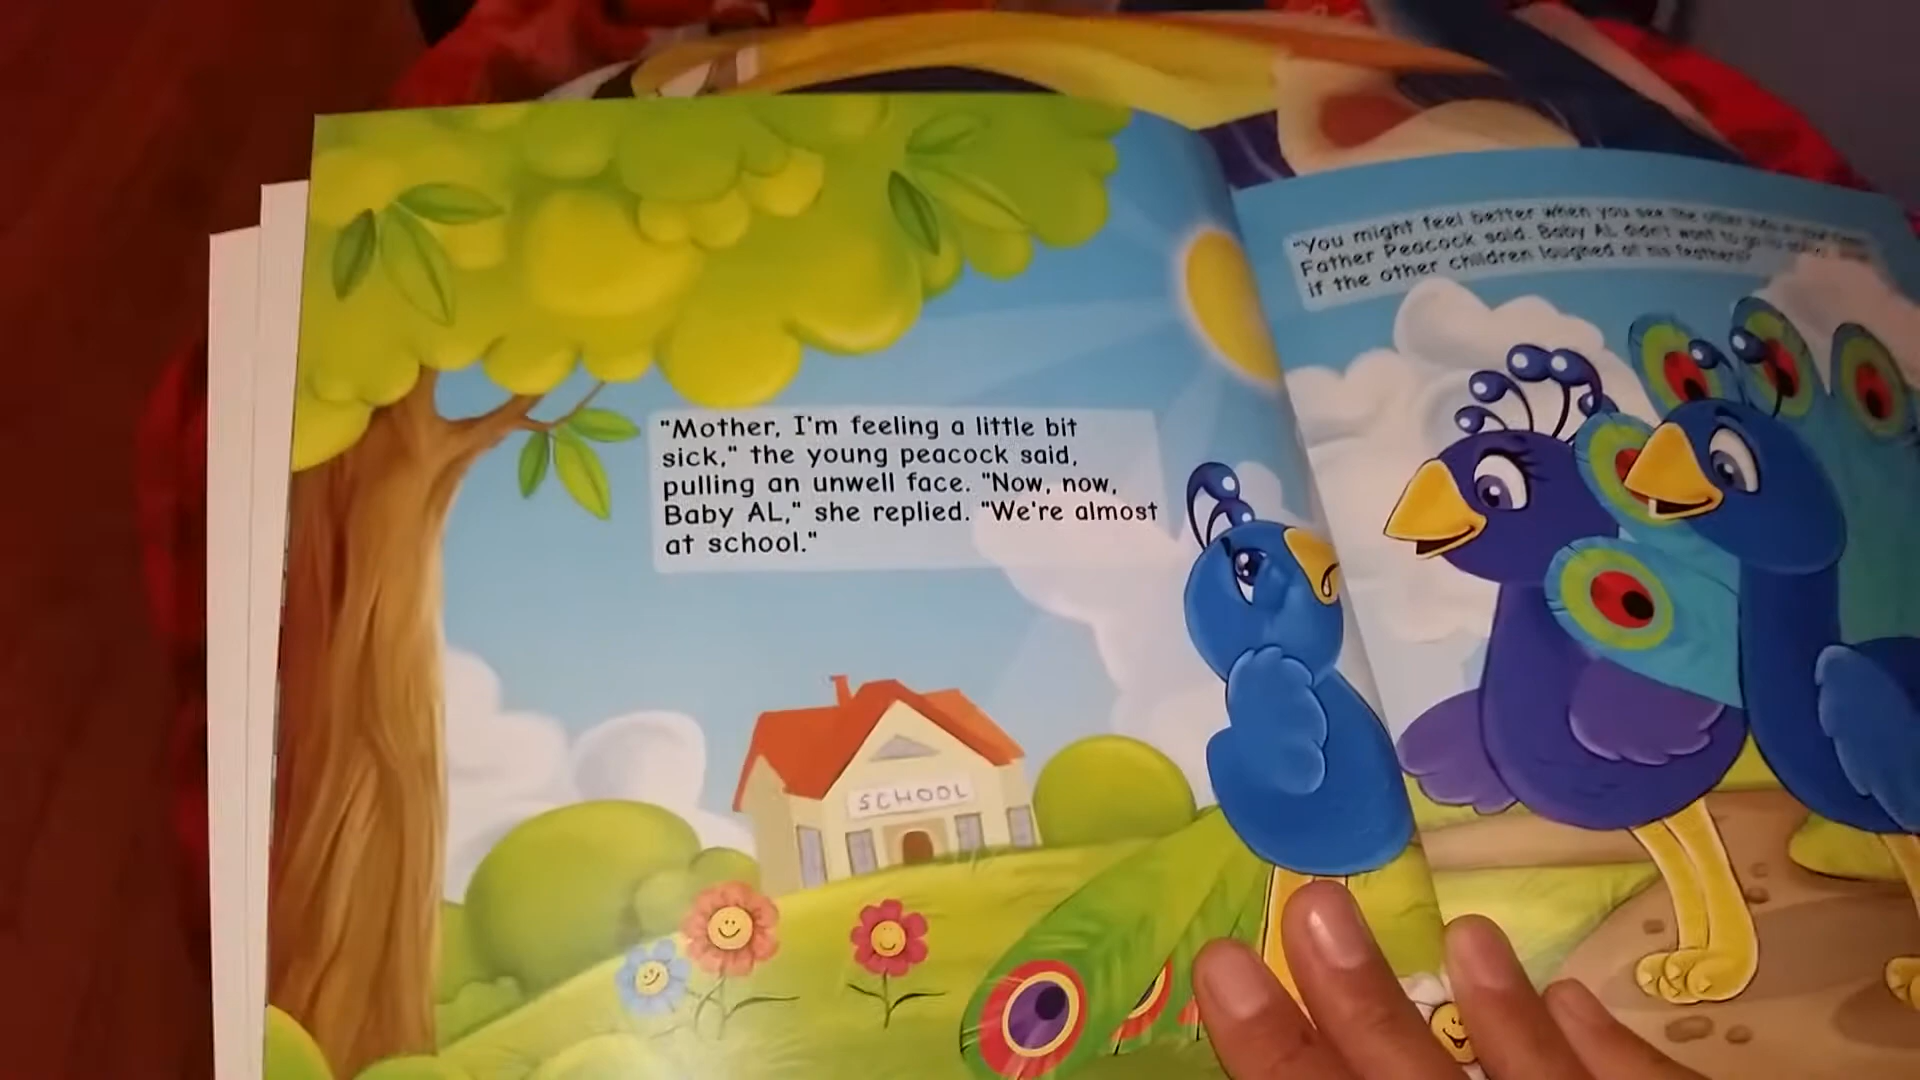 "Mother, I'm feeling a little bit
sick," the young peacock said,
pulling an unwell face. "Now, now,
Baby AL," she replied. "We're almost
at school."
SCHOOL
"You might feel better when you see the other
Father Peacock said. Baby AL didn't want to go to
if the other children laughed at his feathers?